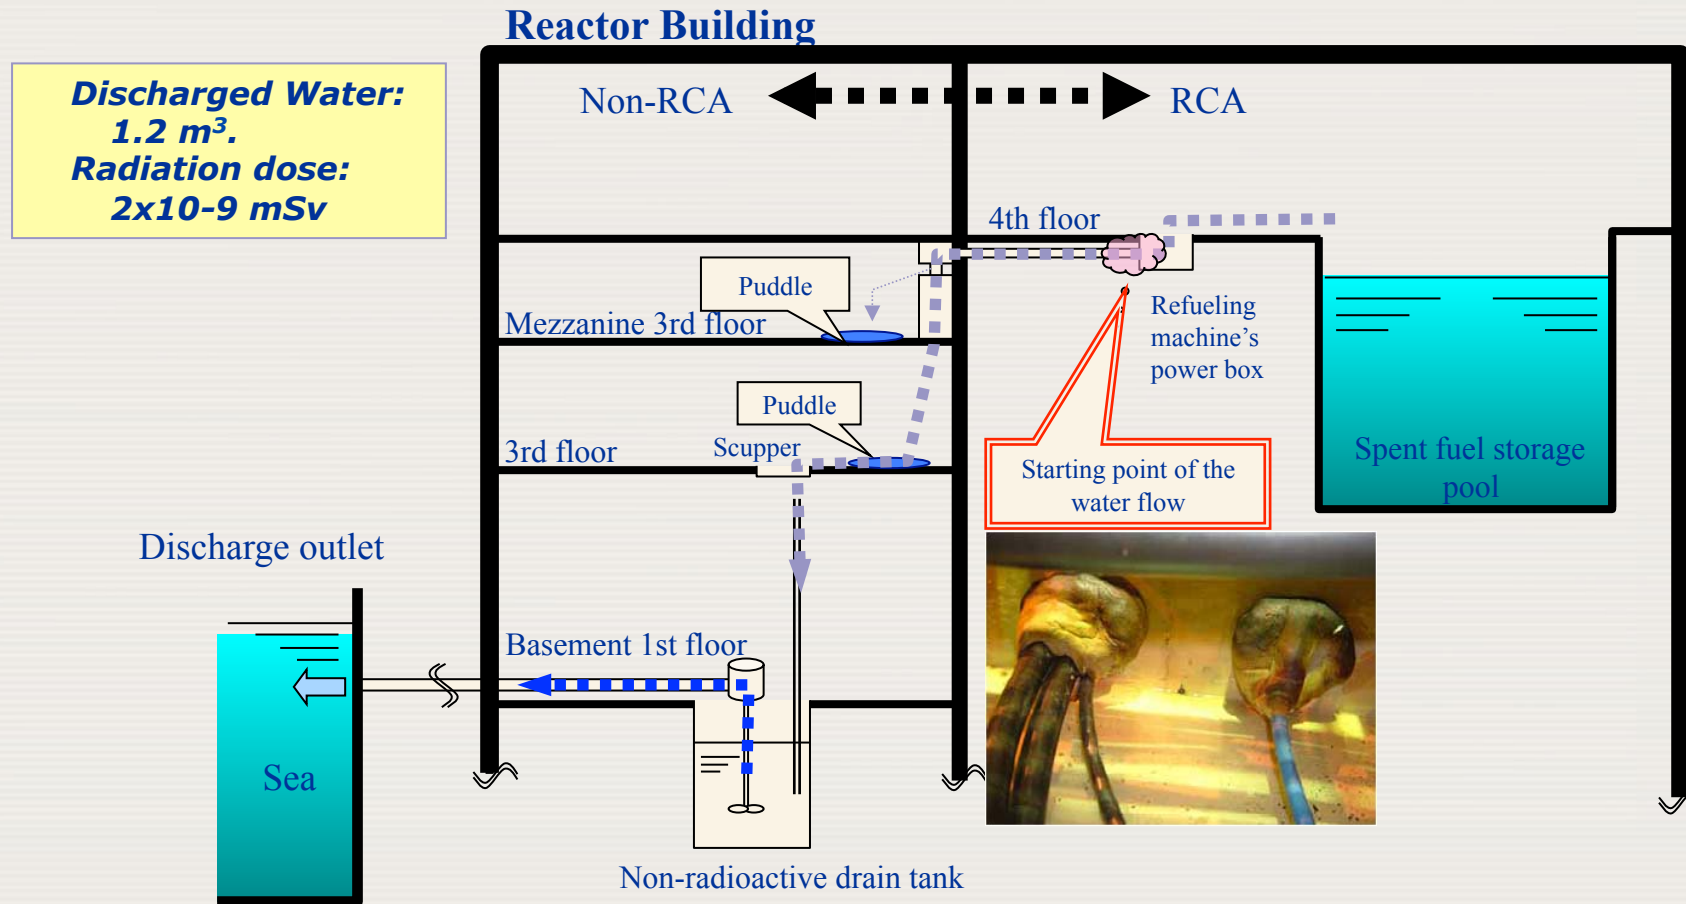 Reactor Building
Discharged Water:
1.2 m³.
Radiation dose:
2x10-9 mSv
Non-RCA
RCA
4th floor
Puddle
Mezzanine 3rd floor
Refueling
machine’s
power box
Puddle
Scupper
3rd floor
Starting point of the
water flow
Spent fuel storage
pool
Discharge outlet
Basement 1st floor
Sea
Non-radioactive drain tank